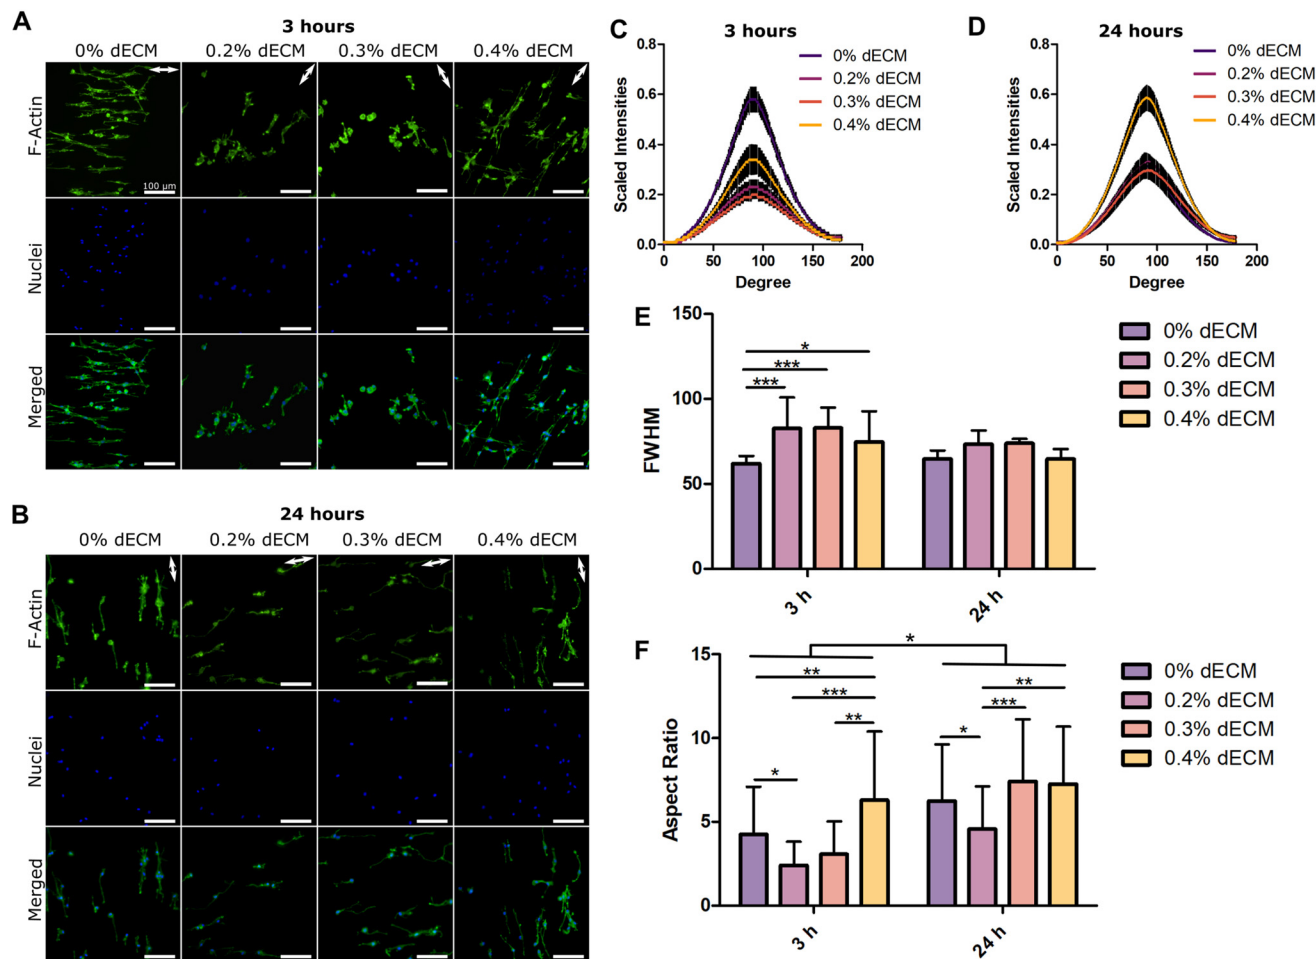 A
3 hours
0% dECM 0.2% dECM 0.3% dECM 0.4% dECM
F-Actin
100 µm
Nuclei
Merged
B
24 hours
0% dECM 0.2% dECM 0.3% dECM 0.4% dECM
F-Actin
Nuclei
Merged
C
3 hours
Scaled Intensities
0.8
0.6
0.4
0.2
0.0
0 50 100 150 200
Degree
0% dECM
0.2% dECM
0.3% dECM
0.4% dECM
D
24 hours
Scaled Intensities
0.8
0.6
0.4
0.2
0.0
0 50 100 150 200
Degree
0% dECM
0.2% dECM
0.3% dECM
0.4% dECM
E
FWHM
150
100
50
0
*
***
***
3 h 24 h
0% dECM
0.2% dECM
0.3% dECM
0.4% dECM
F
Aspect Ratio
15
10
5
0
*
**
***
**
*
**
***
*
3 h 24 h
0% dECM
0.2% dECM
0.3% dECM
0.4% dECM